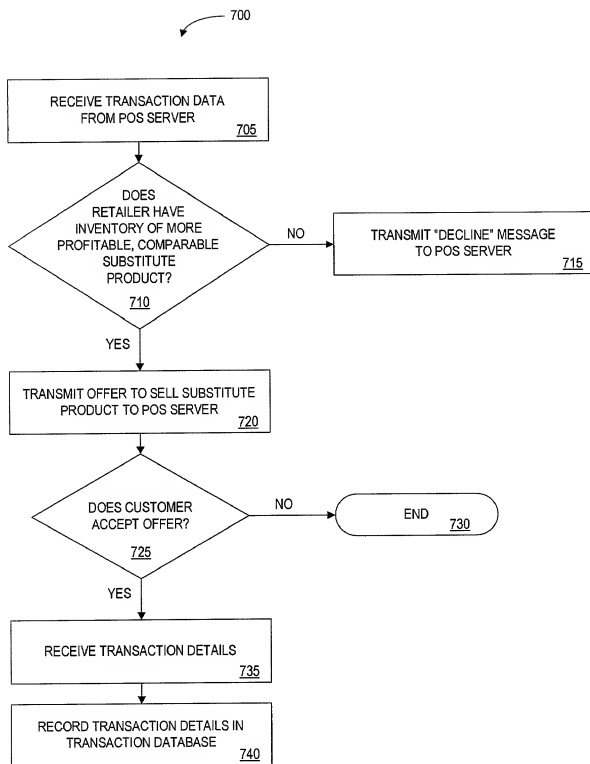 700
RECEIVE TRANSACTION DATA
FROM POS SERVER
705
DOES
RETAILER HAVE
INVENTORY OF MORE
PROFITABLE, COMPARABLE
SUBSTITUTE
PRODUCT?
710
NO
TRANSMIT "DECLINE" MESSAGE
TO POS SERVER
715
YES
TRANSMIT OFFER TO SELL SUBSTITUTE
PRODUCT TO POS SERVER
720
DOES CUSTOMER
ACCEPT OFFER?
725
NO
END
730
YES
RECEIVE TRANSACTION DETAILS
735
RECORD TRANSACTION DETAILS IN
TRANSACTION DATABASE
740